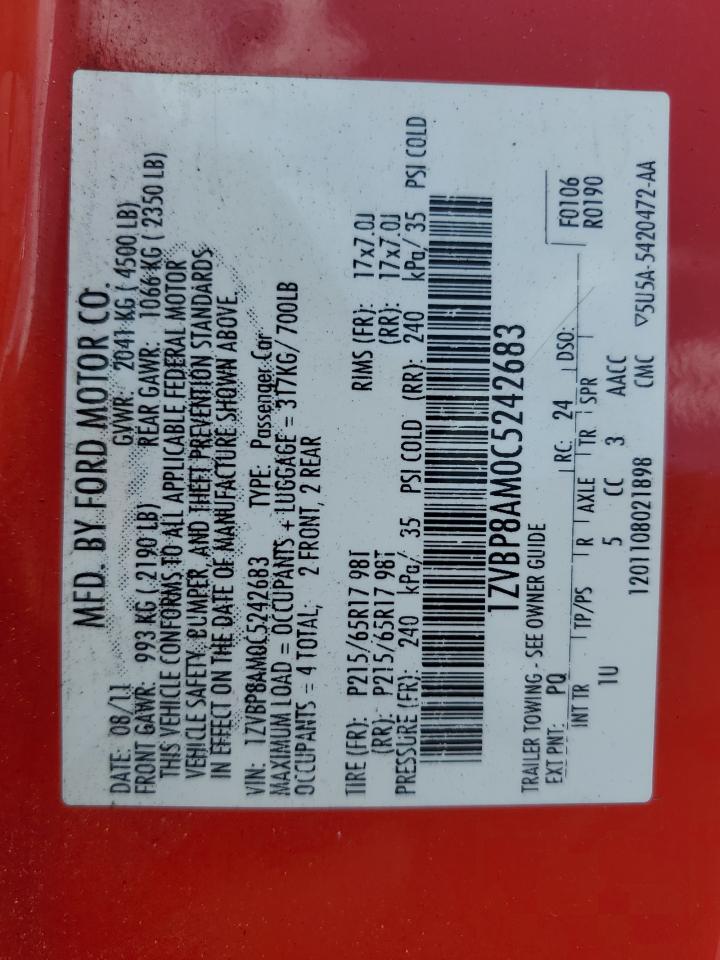 MFD. BY FORD MOTOR CO.
DATE: 08/11 GVWR: 2041 KG ( 4500 LB)
FRONT GAWR: 993 KG ( 2190 LB) REAR GAWR: 1066 KG ( 2350 LB)
THIS VEHICLE CONFORMS TO ALL APPLICABLE FEDERAL MOTOR
VEHICLE SAFETY, BUMPER, AND THEFT PREVENTION STANDARDS
IN EFFECT ON THE DATE OF MANUFACTURE SHOWN ABOVE.
VIN: 1ZVBP8AM0C5242683 TYPE: Passenger Car
MAXIMUM LOAD = OCCUPANTS + LUGGAGE = 317KG/700LB
OCCUPANTS = 4 TOTAL; 2 FRONT, 2 REAR
TIRE (FR): P215/65R17 98T RIMS (FR): 17x7.0J
(RR): P215/65R17 98T (RR): 17x7.0J
PRESSURE (FR): 240 kPa/ 35 PSI COLD (RR): 240 kPa/ 35 PSI COLD
1ZVBP8AM0C5242683
TRAILER TOWING - SEE OWNER GUIDE
EXT PNT: PQ RC: 24 DSO: F0106
R0190
INT TR TP/PS R AXLE TR SPR
1U 5 CC 3 AACC
1201108021898 CMC ▽5U5A-5420472-AA